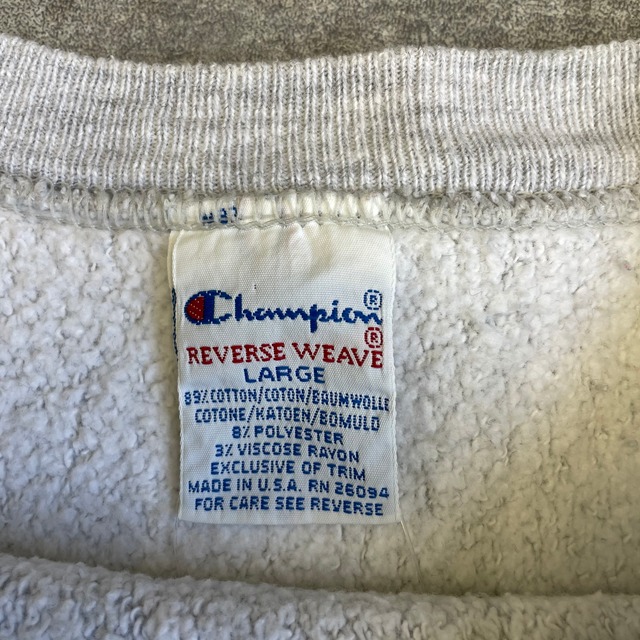 Champion®
®
REVERSE WEAVE
LARGE
89% COTTON/COTON/BAUMWOLLE
COTONE/KATOEN/BOMULD
8% POLYESTER
3% VISCOSE RAYON
EXCLUSIVE OF TRIM
MADE IN U.S.A. RN 26094
FOR CARE SEE REVERSE